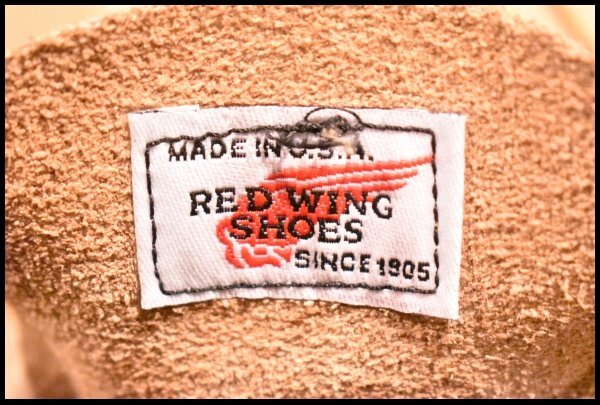 MADE IN U.S.A.
RED WING
SHOES
SINCE 1905